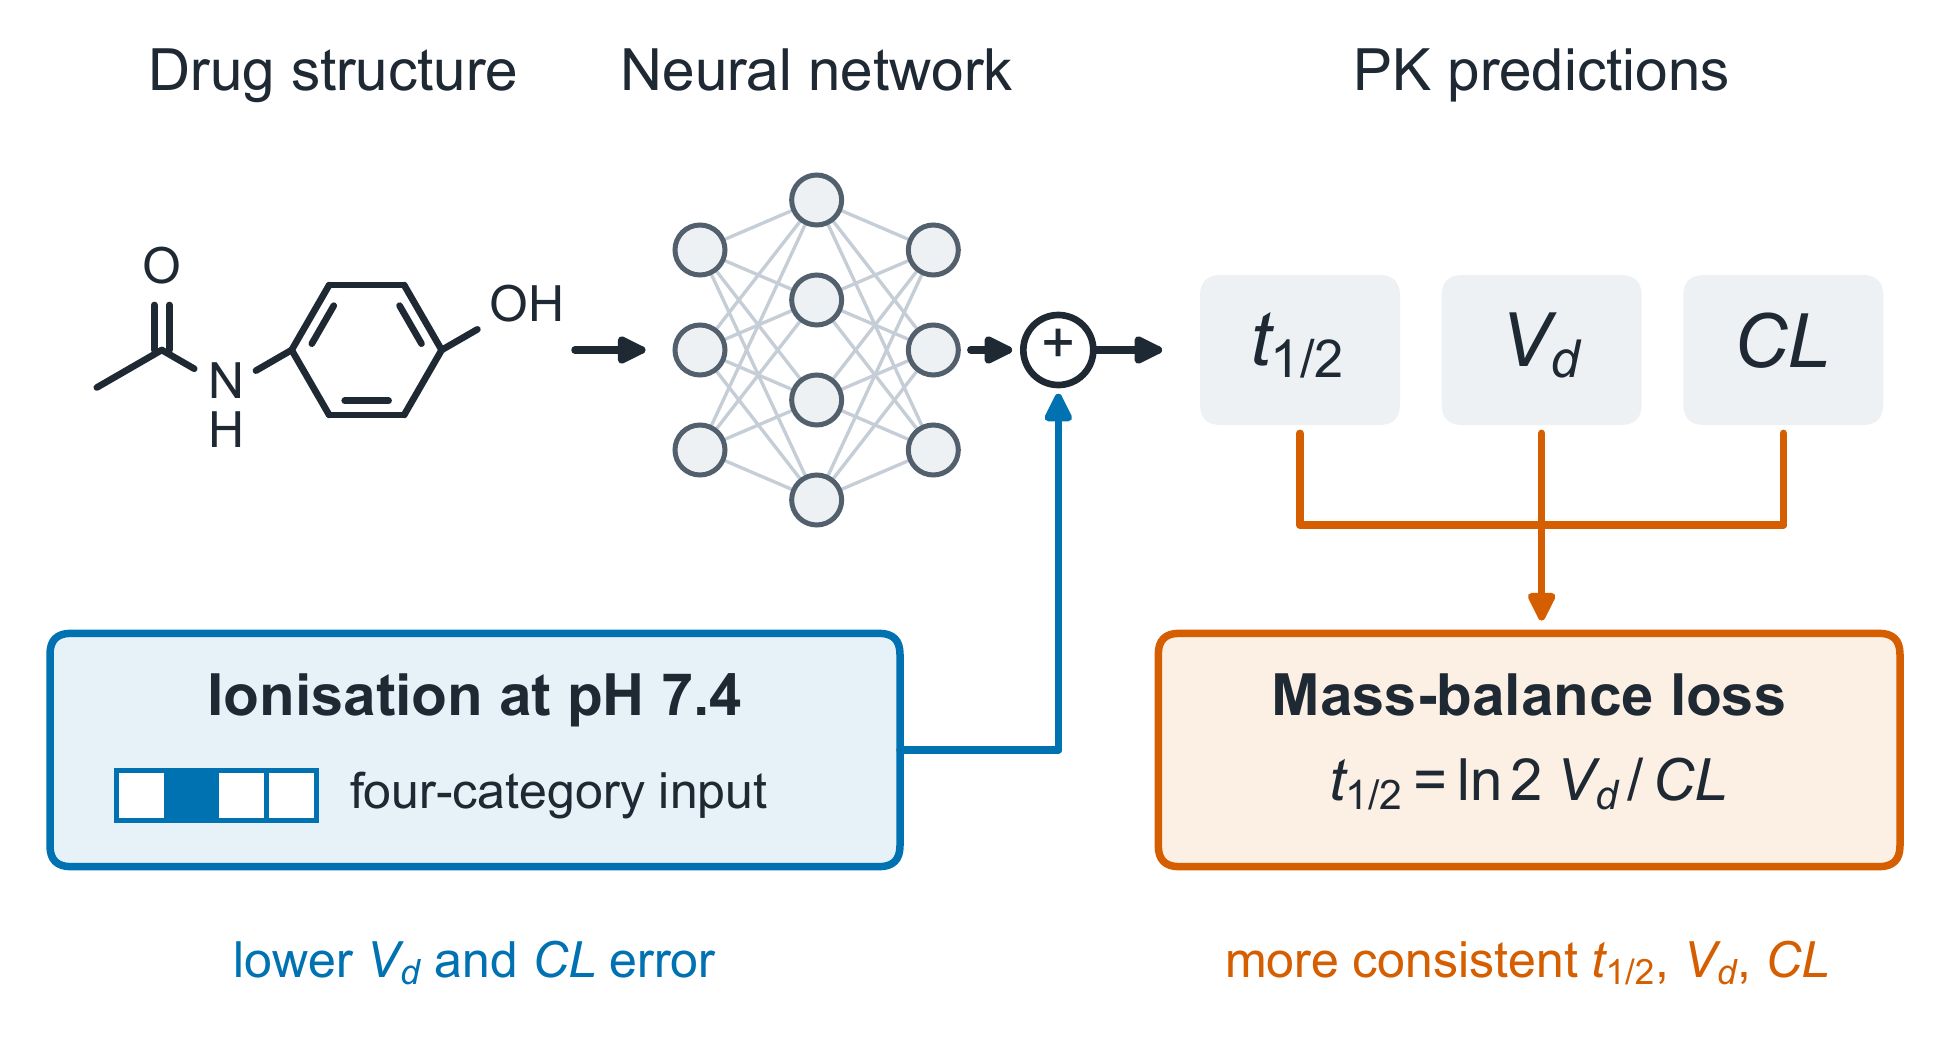 Drug structure
Neural network
PK predictions
O
OH
N
H
+
t1/2
Vd
CL
Ionisation at pH 7.4
four-category input
Mass-balance loss
t1/2 = ln 2 Vd / CL
lower Vd and CL error
more consistent t1/2, Vd, CL